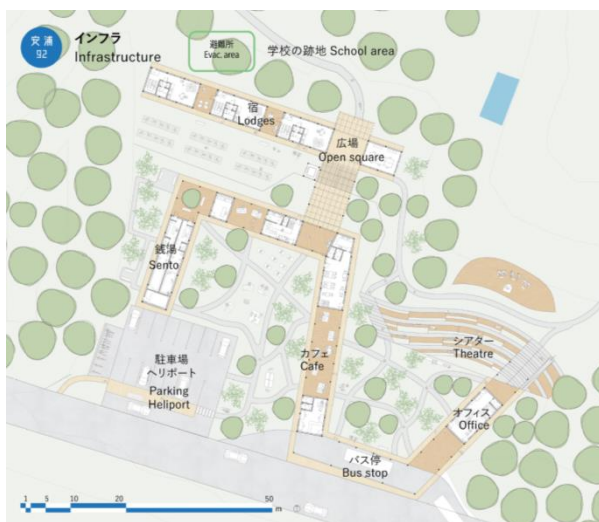 安浦
92
インフラ
Infrastructure
避難所
Evac. area
学校の跡地 School area
宿
Lodges
広場
Open square
銭湯
Sento
シアター
Theatre
カフェ
Cafe
駐車場
ヘリポート
Parking
Heliport
オフィス
Office
バス停
Bus stop
1 5 10 20 50
m